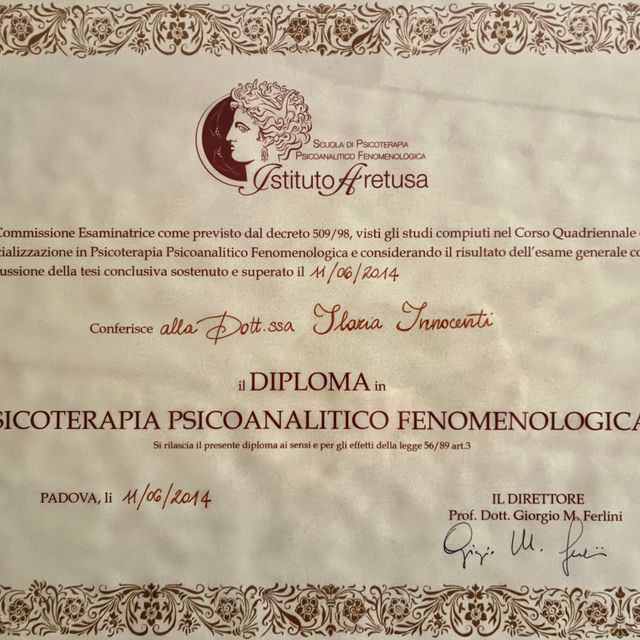 SCUOLA DI PSICOTERAPIA
PSICOANALITICO FENOMENOLOGICA
Istituto Aretusa
Commissione Esaminatrice come previsto dal decreto 509/98, visti gli studi compiuti nel Corso Quadriennale
in Psicoterapia Psicoanalitico Fenomenologica e considerando il risultato dell'esame generale
della tesi conclusiva sostenuto e superato il 11/06/2014
Conferisce alla Dott.ssa Ilaria Innocenti
il DIPLOMA in
SICOTERAPIA PSICOANALITICO FENOMENOLOGICA
Si rilascia il presente diploma ai sensi e per gli effetti della legge 56/89 art.3
PADOVA, li 11/06/2014
IL DIRETTORE
Prof. Dott. Giorgio M. Ferlini